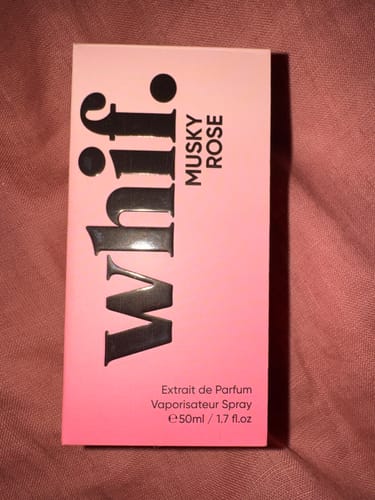 whif.
MUSKY
ROSE
Extrait de Parfum
Vaporisateur Spray
℮50ml / 1.7 fl.oz